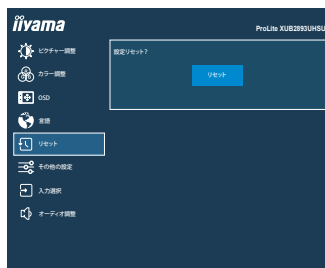 iiyama
ProLite XUB2893UHSU
ピクチャー調整
設定リセット?
カラー調整
リセット
OSD
言語
リセット
その他の設定
入力選択
オーディオ調整